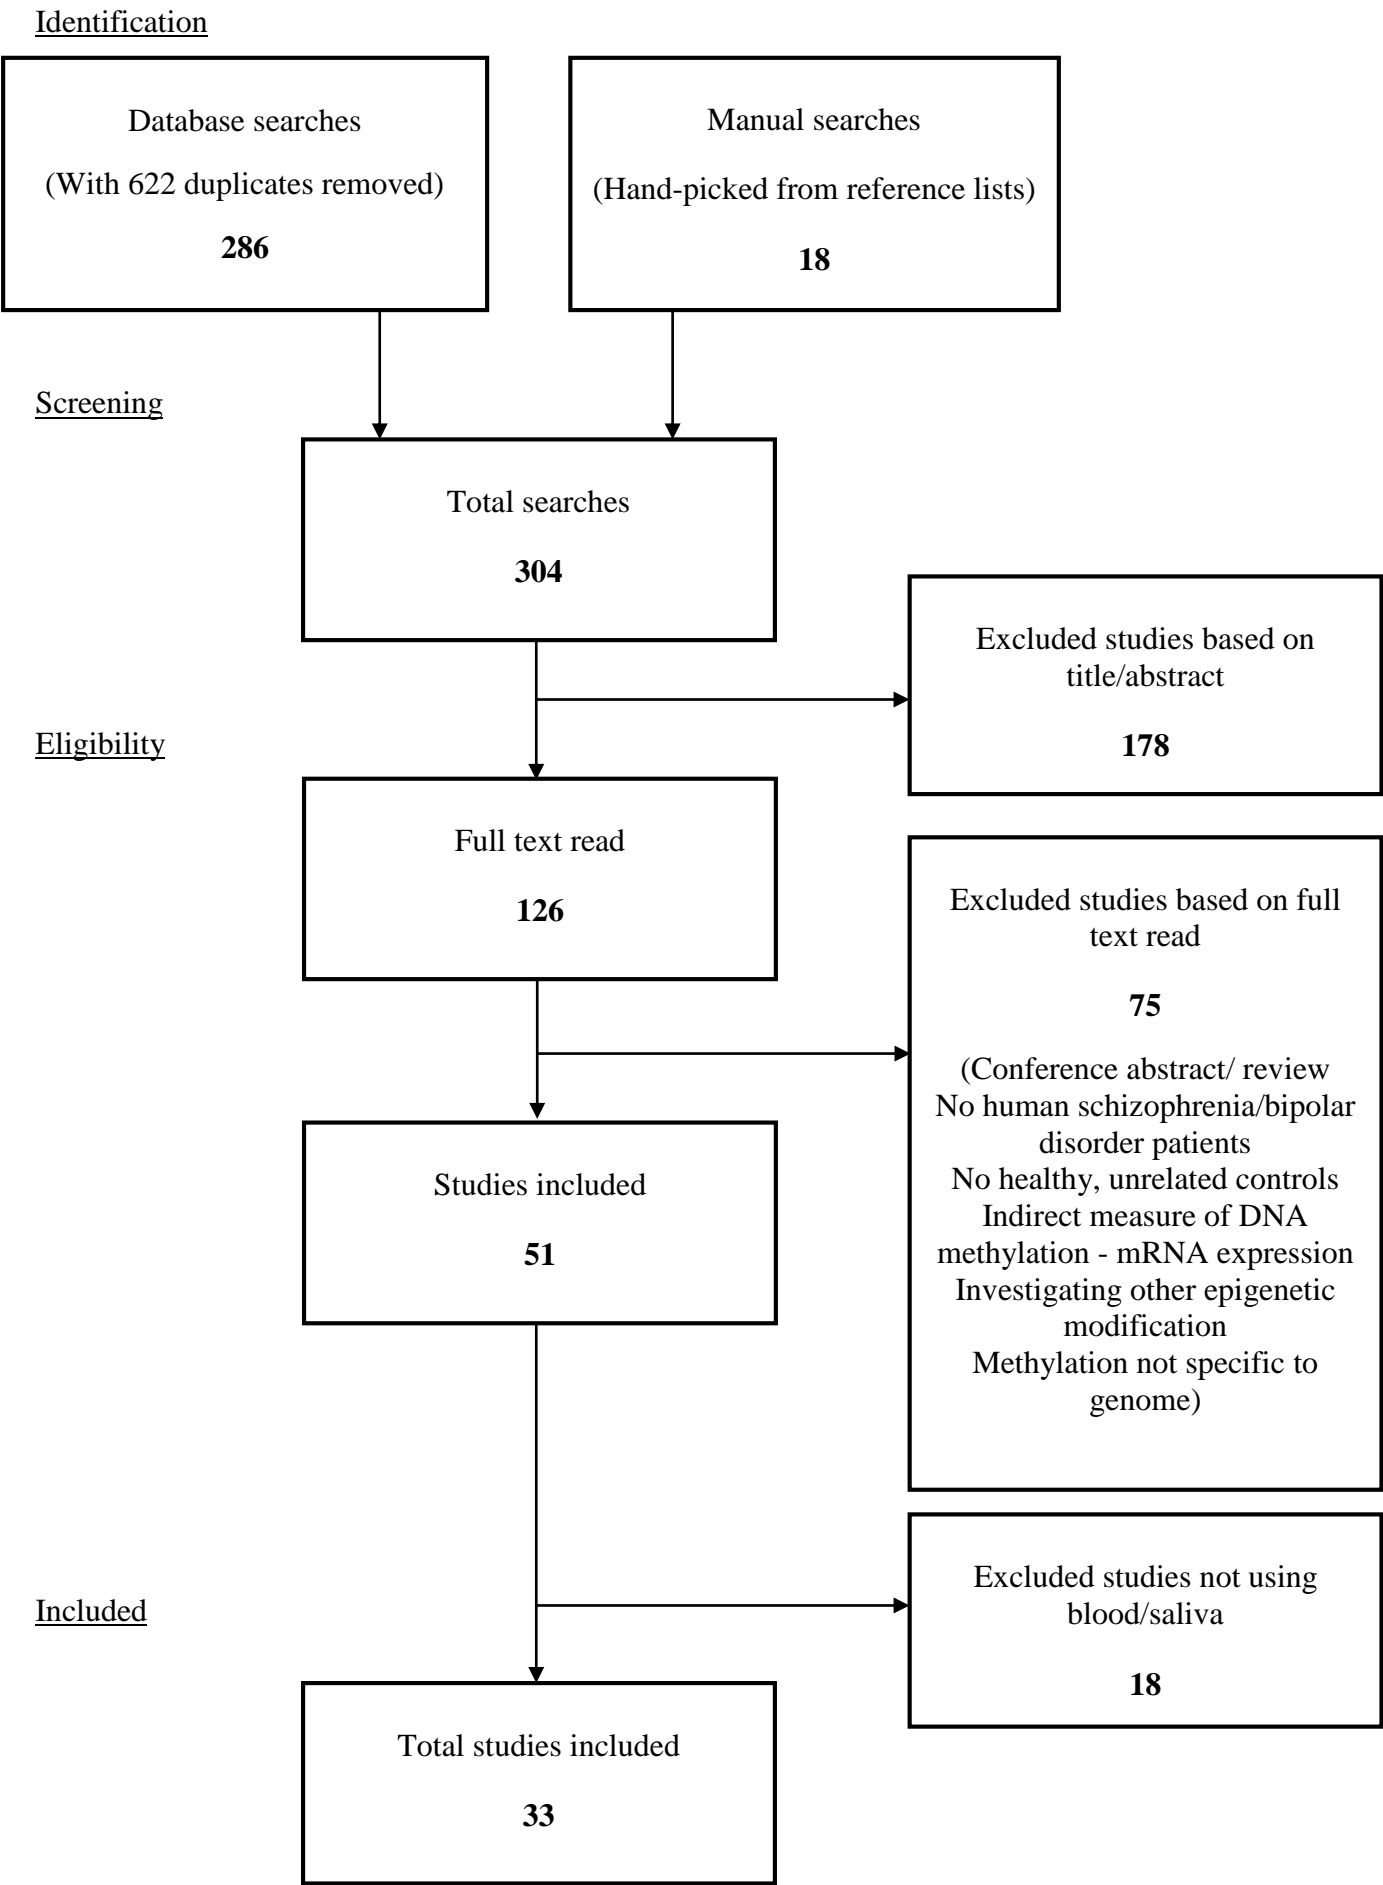 Identification
Database searches
(With 622 duplicates removed)
286
Manual searches
(Hand-picked from reference lists)
18
Screening
Total searches
304
Excluded studies based on
title/abstract
178
Eligibility
Full text read
126
Excluded studies based on full
text read
75
(Conference abstract/ review
No human schizophrenia/bipolar
disorder patients
No healthy, unrelated controls
Indirect measure of DNA
methylation - mRNA expression
Investigating other epigenetic
modification
Methylation not specific to
genome)
Studies included
51
Excluded studies not using
blood/saliva
18
Included
Total studies included
33